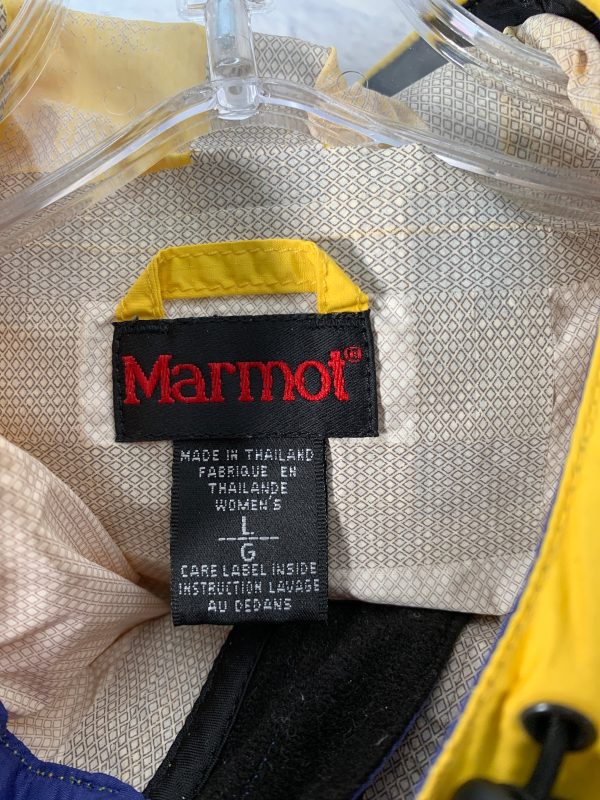 Marmot®
MADE IN THAILAND
FABRIQUE EN
THAILANDE
WOMEN'S
L
G
CARE LABEL INSIDE
INSTRUCTION LAVAGE
AU DEDANS